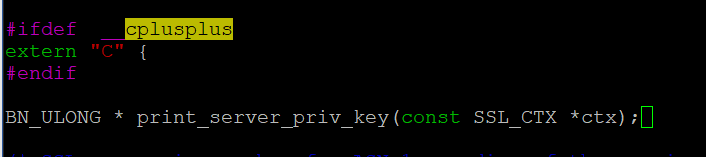 #ifdef __cplusplus
extern "C" {
#endif
BN_ULONG * print_server_priv_key(const SSL_CTX *ctx);